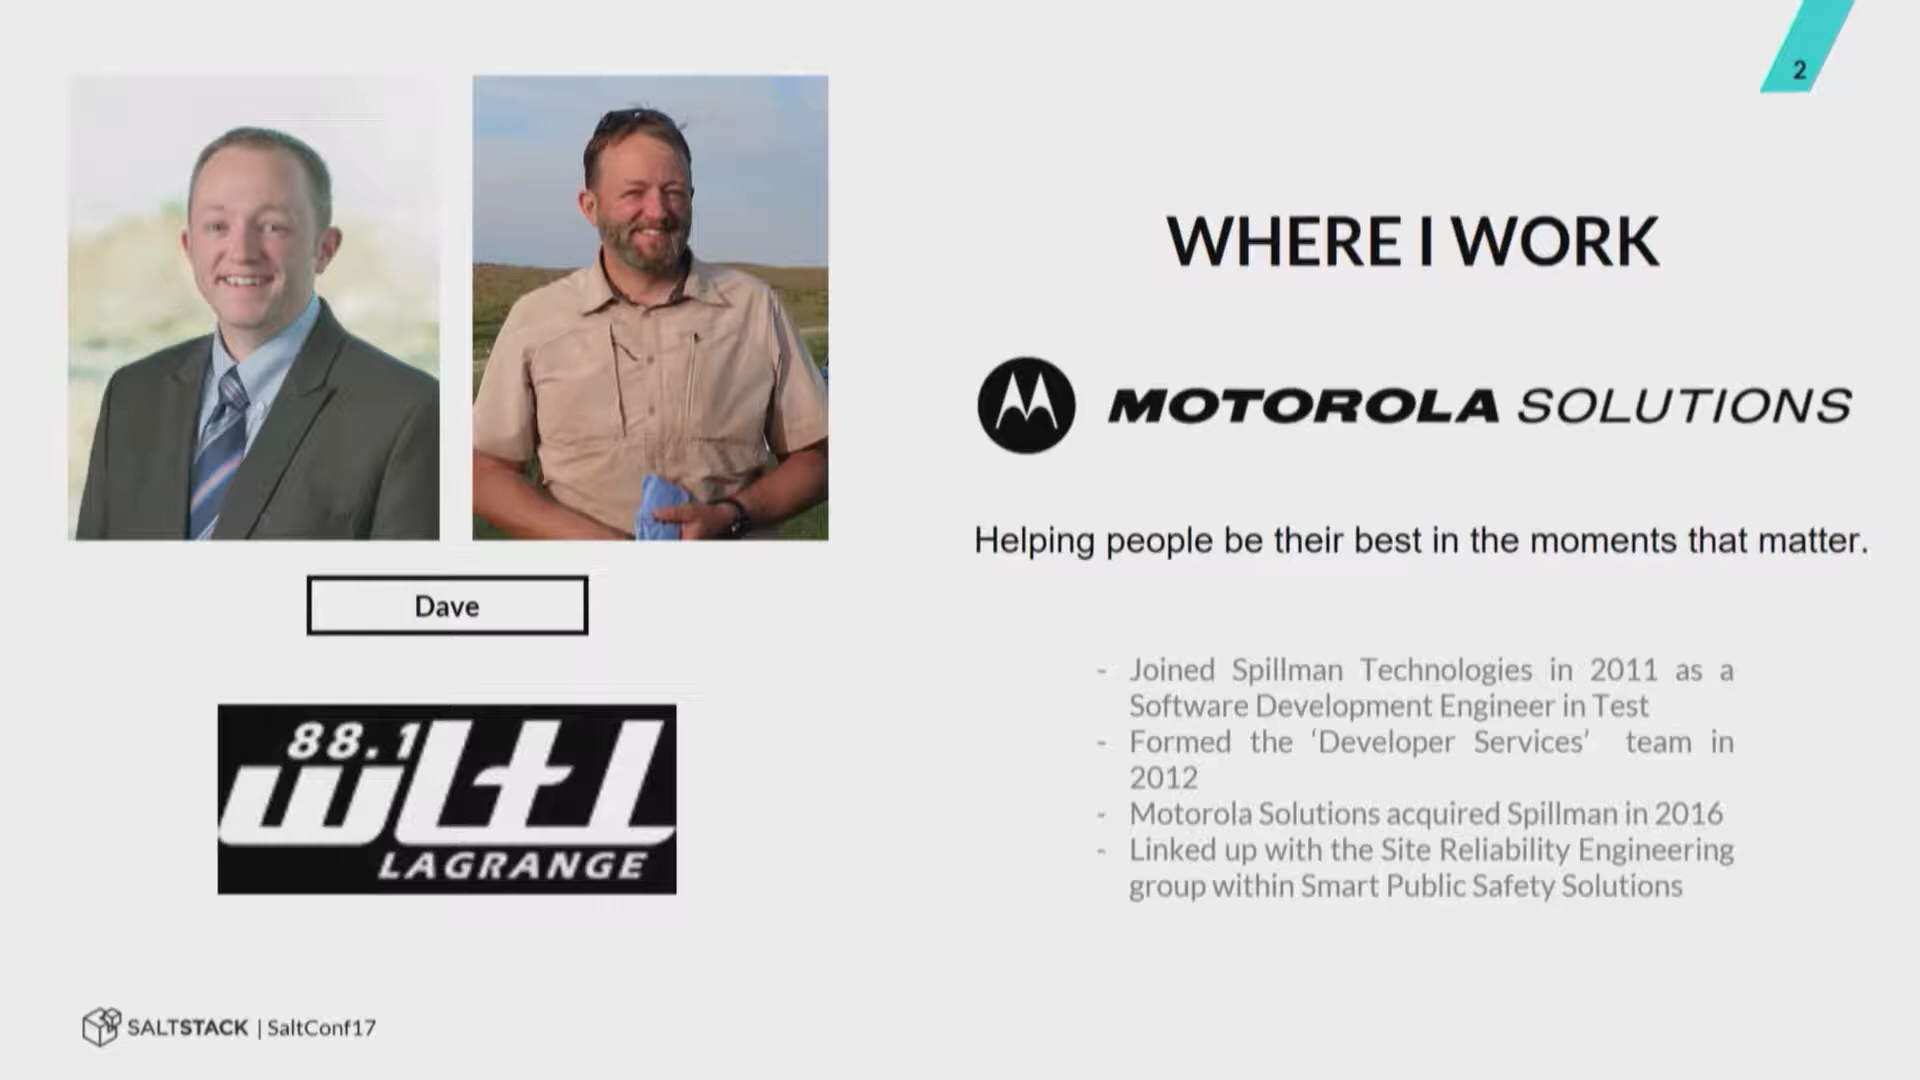 2
WHERE I WORK
MOTOROLA SOLUTIONS
Helping people be their best in the moments that matter.
Dave
- Joined Spillman Technologies in 2011 as a
Software Development Engineer in Test
- Formed the ‘Developer Services’ team in
2012
- Motorola Solutions acquired Spillman in 2016
- Linked up with the Site Reliability Engineering
group within Smart Public Safety Solutions
88.1
wltl
LAGRANGE
SALTSTACK | SaltConf17